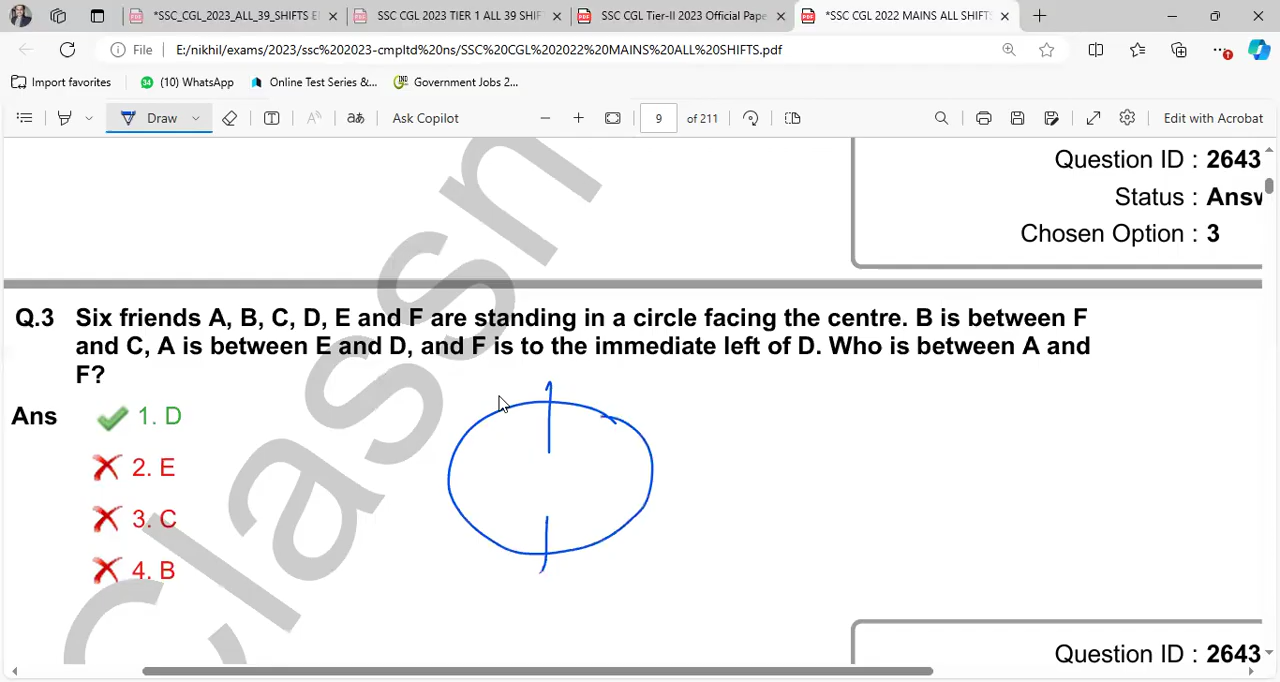 *SSC_CGL_2023_ALL_39_SHIFTS EI
SSC CGL 2023 TIER 1 ALL 39 SHIF
SSC CGL Tier-II 2023 Official Pape
*SSC CGL 2022 MAINS ALL SHIFTS
File
E:/nikhil/exams/2023/ssc%202023-cmpltd%20ns/SSC%20CGL%202022%20MAINS%20ALL%20SHIFTS.pdf
Import favorites
34
(10) WhatsApp
Online Test Series &...
Government Jobs 2...
Draw
Ask Copilot
9
of 211
Edit with Acrobat
Question ID : 2643
Status : Answ
Chosen Option : 3
Q.3 Six friends A, B, C, D, E and F are standing in a circle facing the centre. B is between F
and C, A is between E and D, and F is to the immediate left of D. Who is between A and
F?
Ans
1. D
2. E
3. C
4. B
Classn
Question ID : 2643